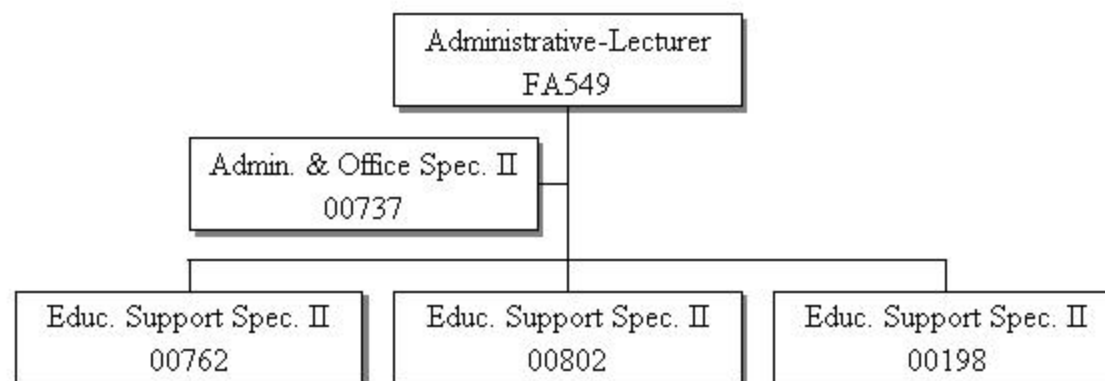 Administrative-Lecturer
FA549
Admin. & Office Spec. II
00737
Educ. Support Spec. II
00762
Educ. Support Spec. II
00802
Educ. Support Spec. II
00198